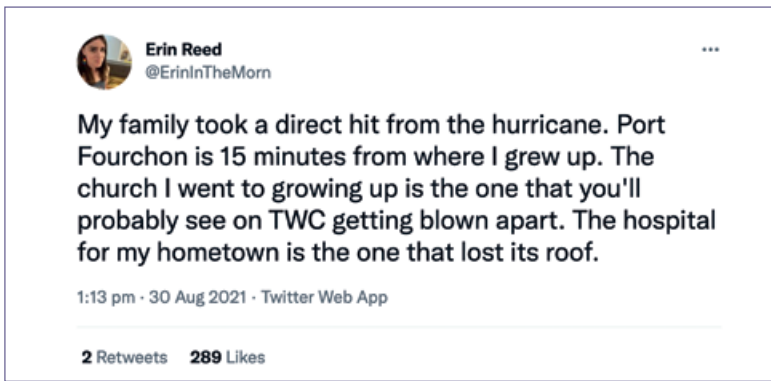 Erin Reed
@ErinInTheMorn
My family took a direct hit from the hurricane. Port
Fourchon is 15 minutes from where I grew up. The
church I went to growing up is the one that you'll
probably see on TWC getting blown apart. The hospital
for my hometown is the one that lost its roof.
1:13 pm · 30 Aug 2021 · Twitter Web App
2 Retweets 289 Likes